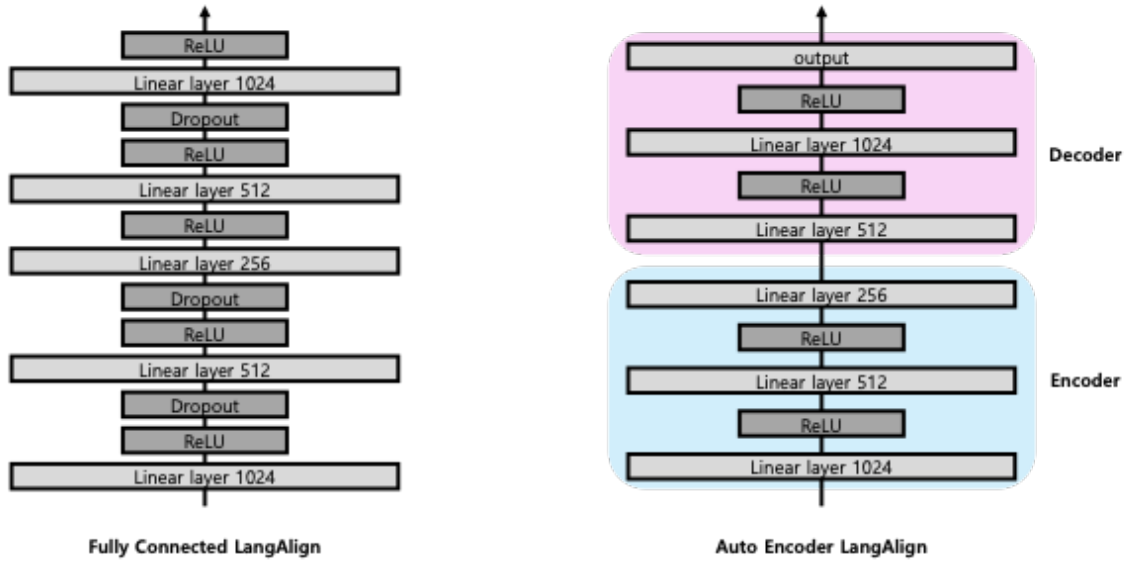 ReLU
Linear layer 1024
Dropout
ReLU
Linear layer 512
ReLU
Linear layer 256
Dropout
ReLU
Linear layer 512
Dropout
ReLU
Linear layer 1024
Fully Connected LangAlign
output
ReLU
Linear layer 1024
ReLU
Linear layer 512
Decoder
Linear layer 256
ReLU
Linear layer 512
ReLU
Linear layer 1024
Encoder
Auto Encoder LangAlign